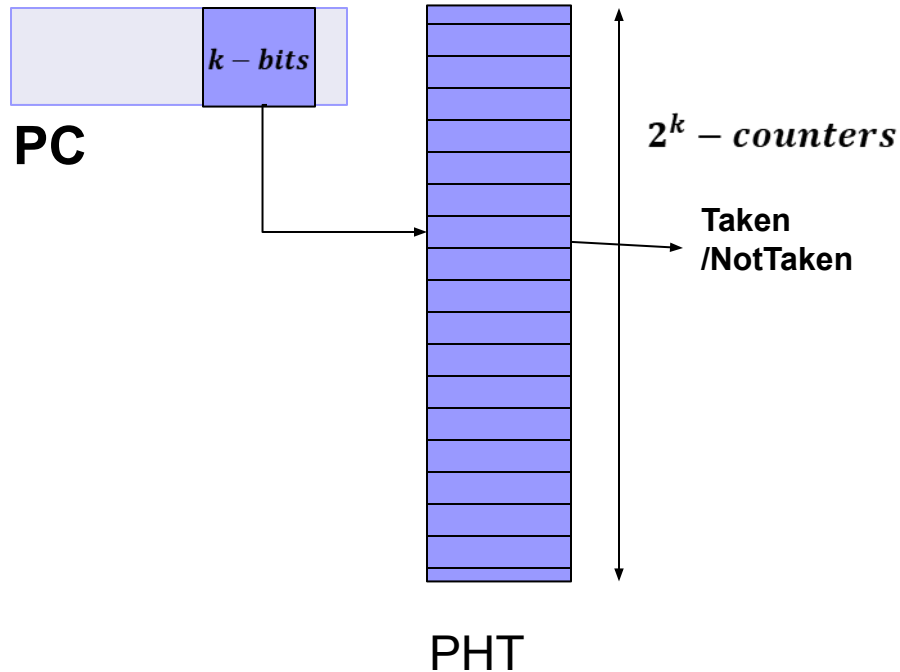 k − bits
PC
2^k − counters
Taken
/NotTaken
PHT